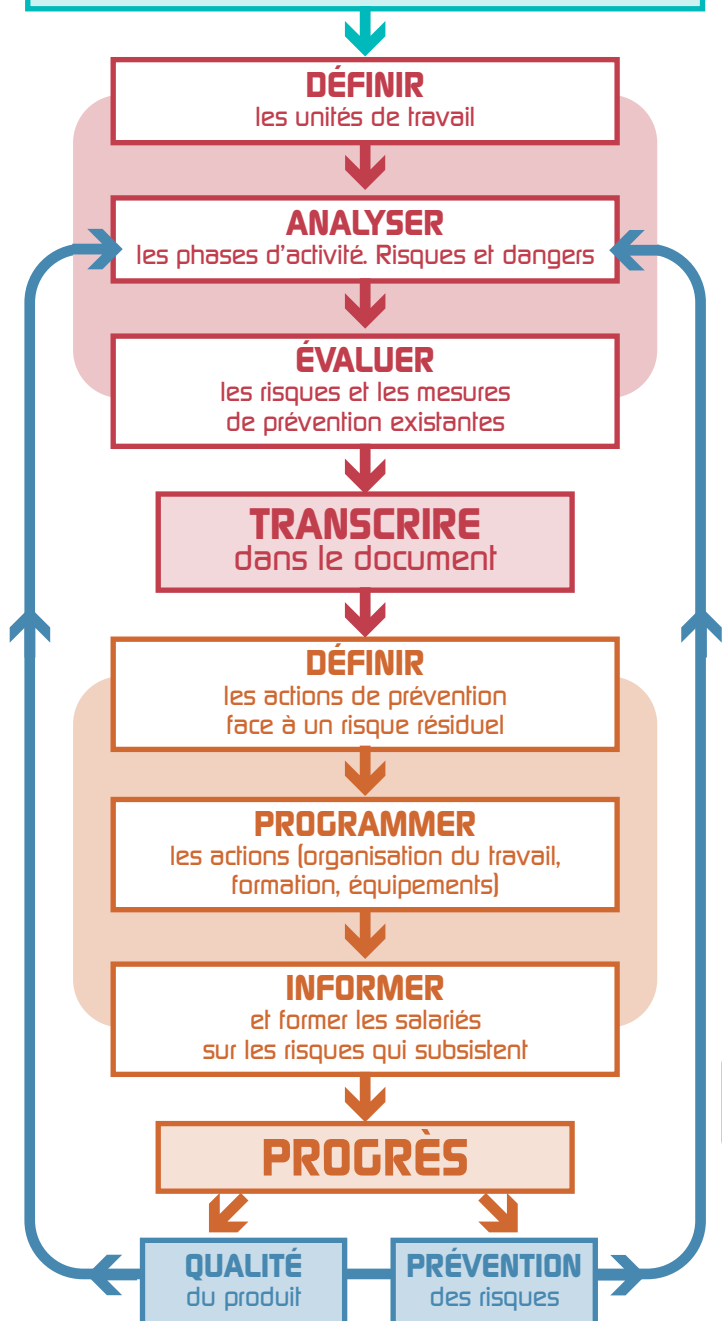 DÉFINIR
les unités de travail
ANALYSER
les phases d'activité. Risques et dangers
ÉVALUER
les risques et les mesures
de prévention existantes
TRANSCRIRE
dans le document
DÉFINIR
les actions de prévention
face à un risque résiduel
PROGRAMMER
les actions (organisation du travail,
formation, équipements)
INFORMER
et former les salariés
sur les risques qui subsistent
PROGRÈS
QUALITÉ
du produit
PRÉVENTION
des risques